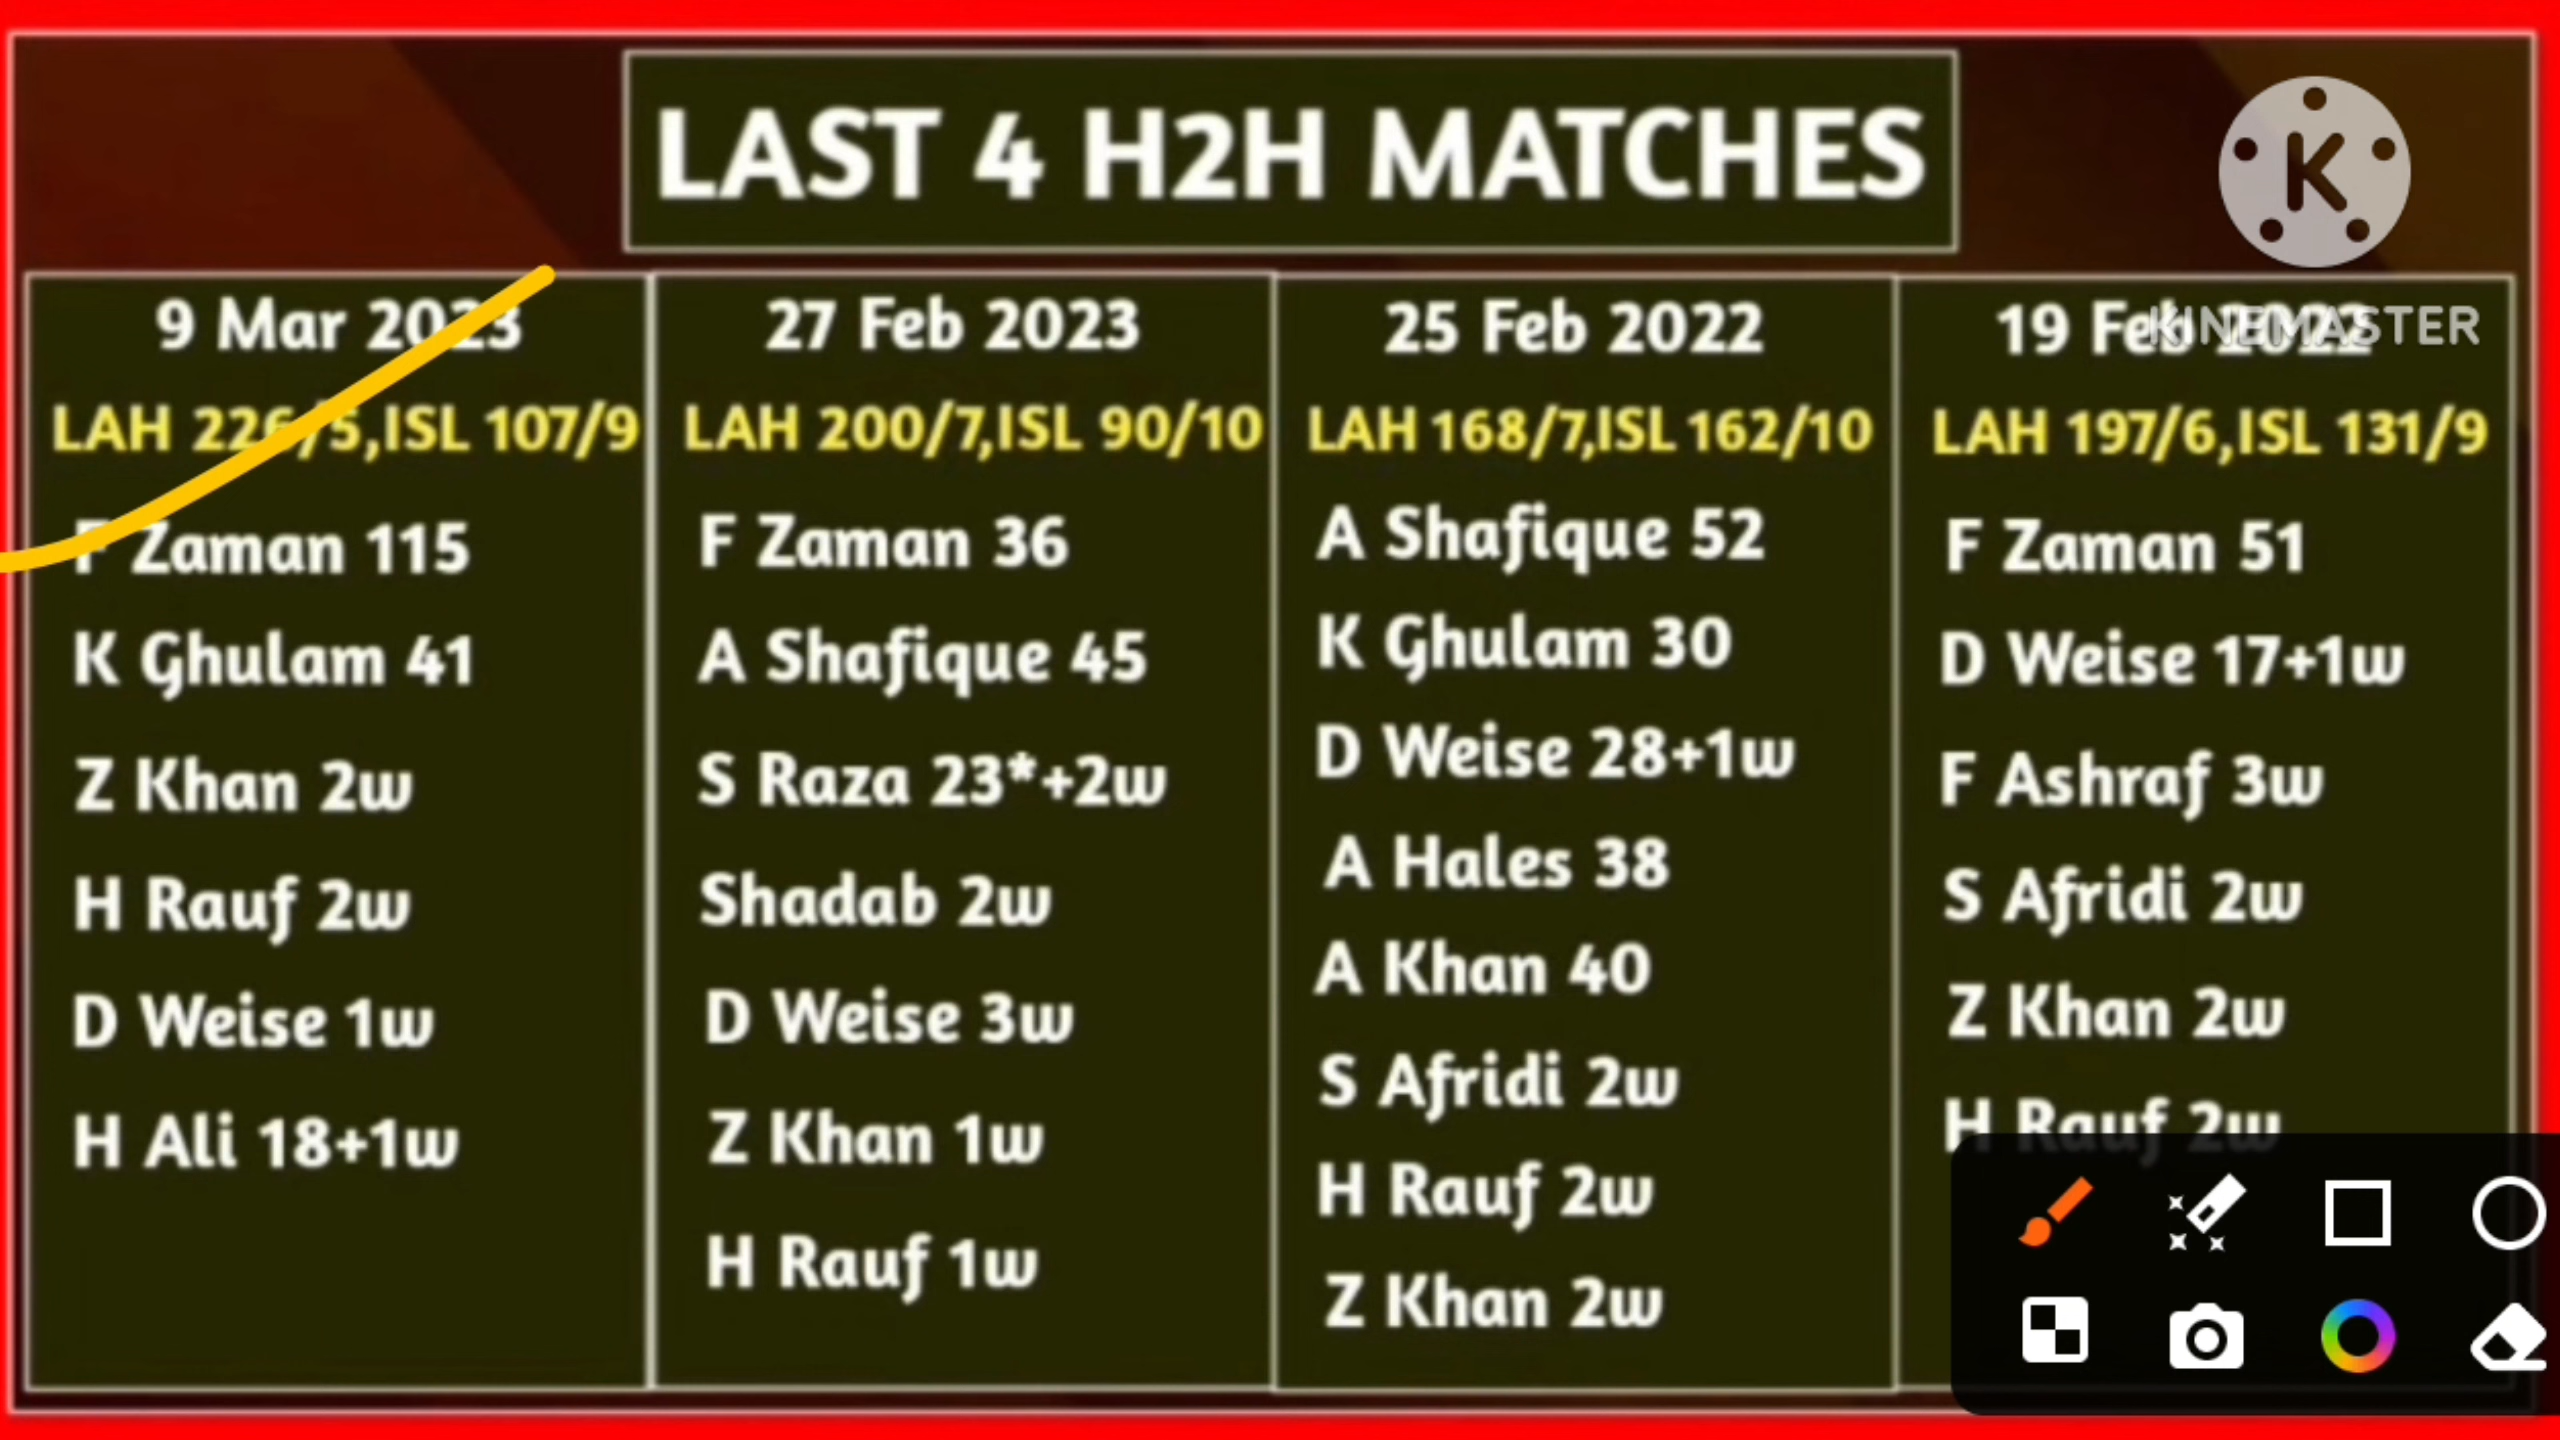 LAST 4 H2H MATCHES
K
KINEMASTER
9 Mar 2023
LAH 226/5,ISL 107/9
F Zaman 115
K Ghulam 41
Z Khan 2w
H Rauf 2w
D Weise 1w
H Ali 18+1w
27 Feb 2023
LAH 200/7,ISL 90/10
F Zaman 36
A Shafique 45
S Raza 23*+2w
Shadab 2w
D Weise 3w
Z Khan 1w
H Rauf 1w
25 Feb 2022
LAH 168/7,ISL 162/10
A Shafique 52
K Ghulam 30
D Weise 28+1w
A Hales 38
A Khan 40
S Afridi 2w
H Rauf 2w
Z Khan 2w
19 Feb 2022
LAH 197/6,ISL 131/9
F Zaman 51
D Weise 17+1w
F Ashraf 3w
S Afridi 2w
Z Khan 2w
H Rauf 2w